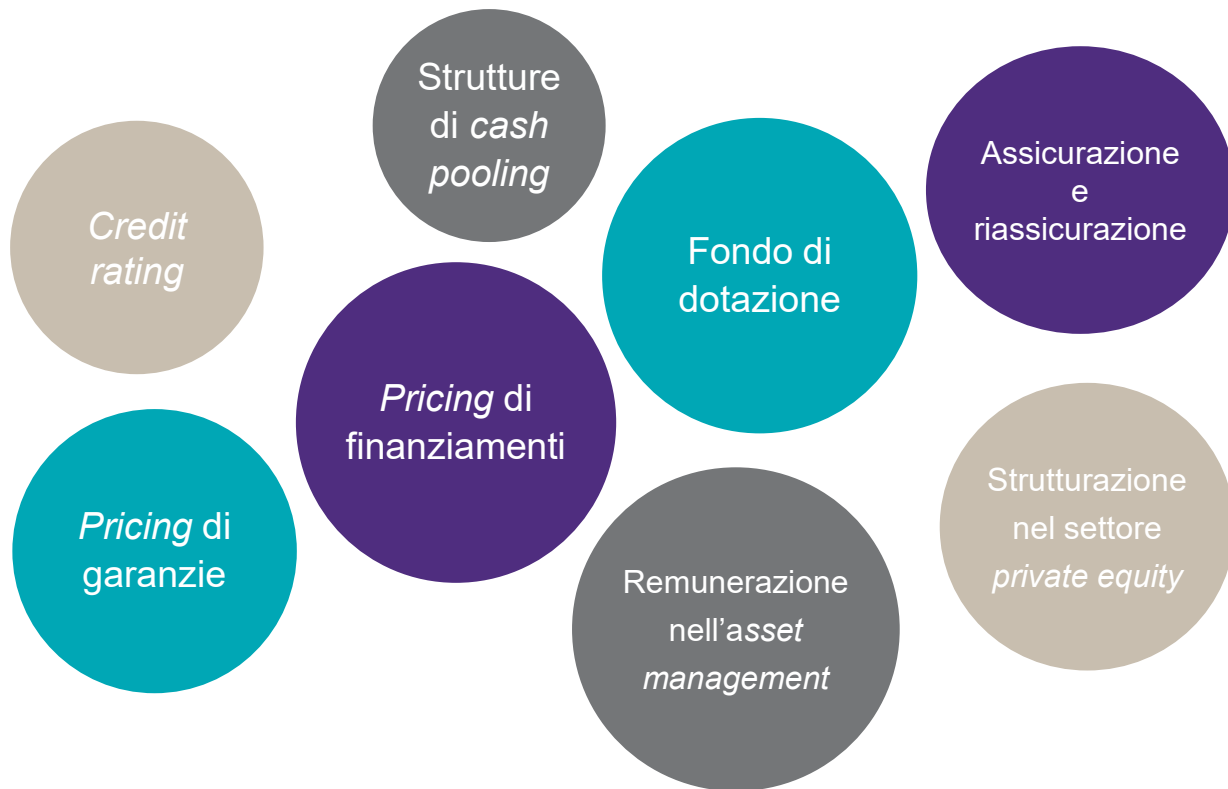 Strutture
di cash
pooling
Assicurazione
e
riassicurazione
Credit
rating
Fondo di
dotazione
Pricing di
finanziamenti
Pricing di
garanzie
Strutturazione
nel settore
private equity
Remunerazione
nell’asset
management